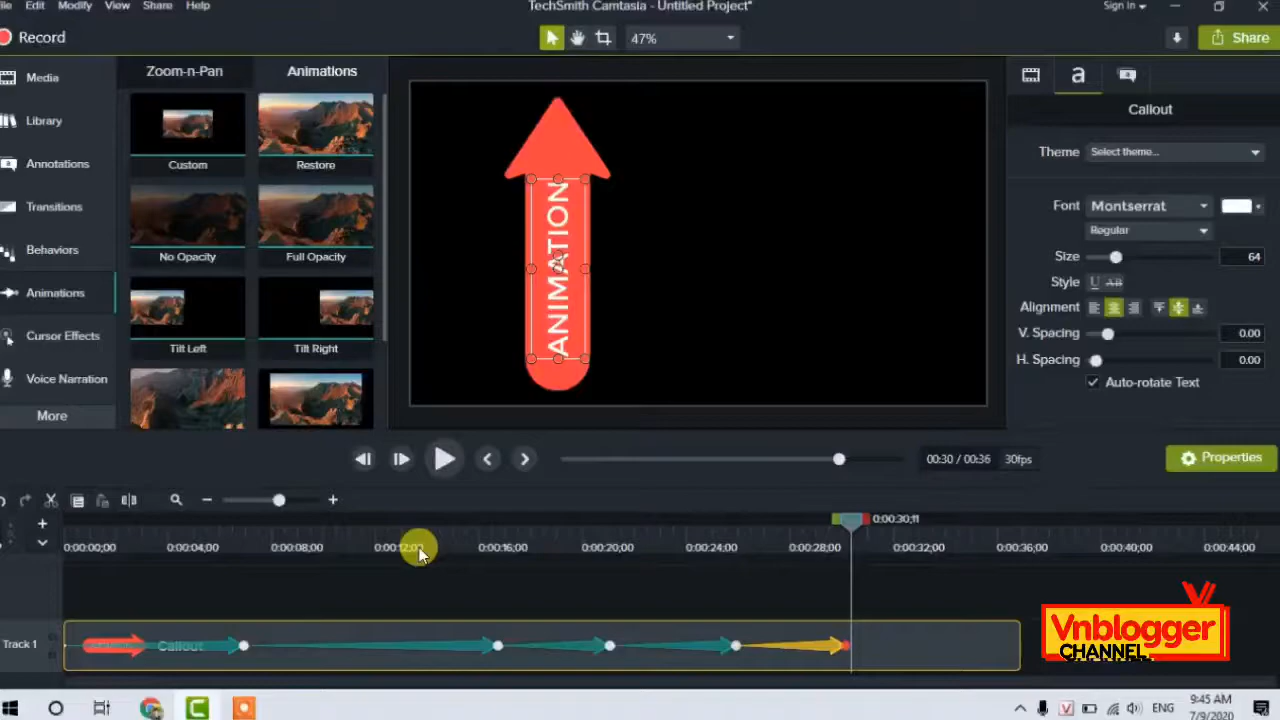 Edit Modify View Share Help
TechSmith Camtasia - Untitled Project*
Sign In
Record
47%
Share
Media
Library
Annotations
Transitions
Behaviors
Animations
Cursor Effects
Voice Narration
More
Zoom-n-Pan
Animations
Custom
Restore
No Opacity
Full Opacity
Tilt Left
Tilt Right
ANIMATION
a
Callout
Theme
Select theme...
Font
Montserrat
Regular
Size
64
Style
U AB
Alignment
V. Spacing
0.00
H. Spacing
0.00
Auto-rotate Text
00:30 / 00:36
30fps
Properties
0:00:30;11
0:00:00;00
0:00:04;00
0:00:08;00
0:00:16;00
0:00:20;00
0:00:24;00
0:00:28;00
0:00:32;00
0:00:36;00
0:00:40;00
0:00:44;00
Track 1
Callout
Vnblogger
CHANNEL
ENG
9:45 AM
7/9/2020